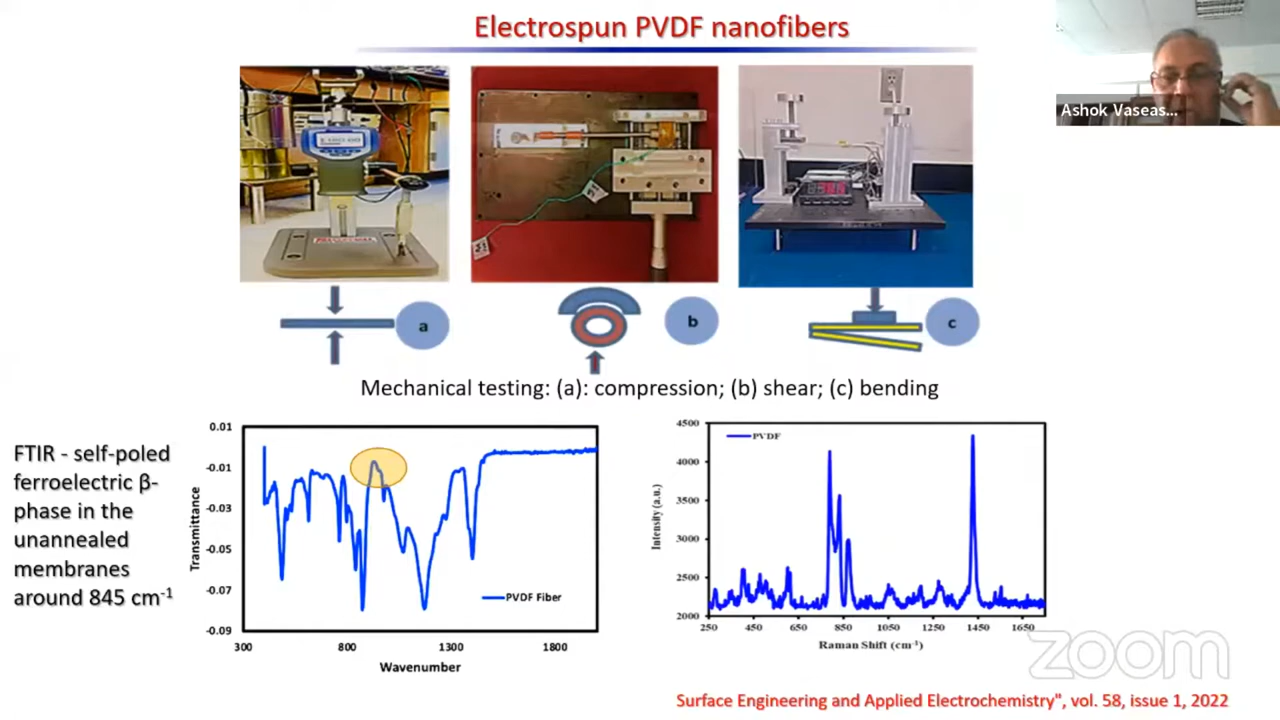 Electrospun PVDF nanofibers
Ashok Vaseas...
a
b
c
Mechanical testing: (a): compression; (b) shear; (c) bending
FTIR - self-poled
ferroelectric β-
phase in the
unannealed
membranes
around 845 cm-1
0.01
-0.01
-0.03
-0.05
-0.07
-0.09
300
800
1300
1800
Transmittance
Wavenumber
PVDF Fiber
4500
4000
3500
3000
2500
2000
250
450
650
850
1050
1250
1450
1650
Intensity (a.u.)
Raman Shift (cm-1)
PVDF
zoom
Surface Engineering and Applied Electrochemistry", vol. 58, issue 1, 2022